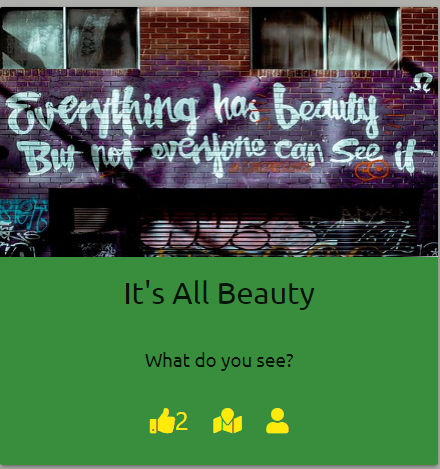 Everything has beauty
But not everyone can see it
It's All Beauty
What do you see?
2